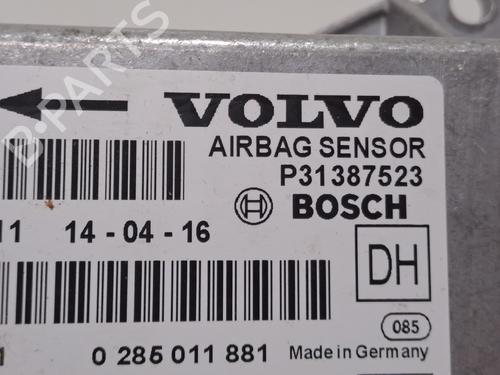 VOLVO
AIRBAG SENSOR
P31387523
BOSCH
11 14-04-16
DH
085
0 285 011 881
Made in Germany
B-PARTS